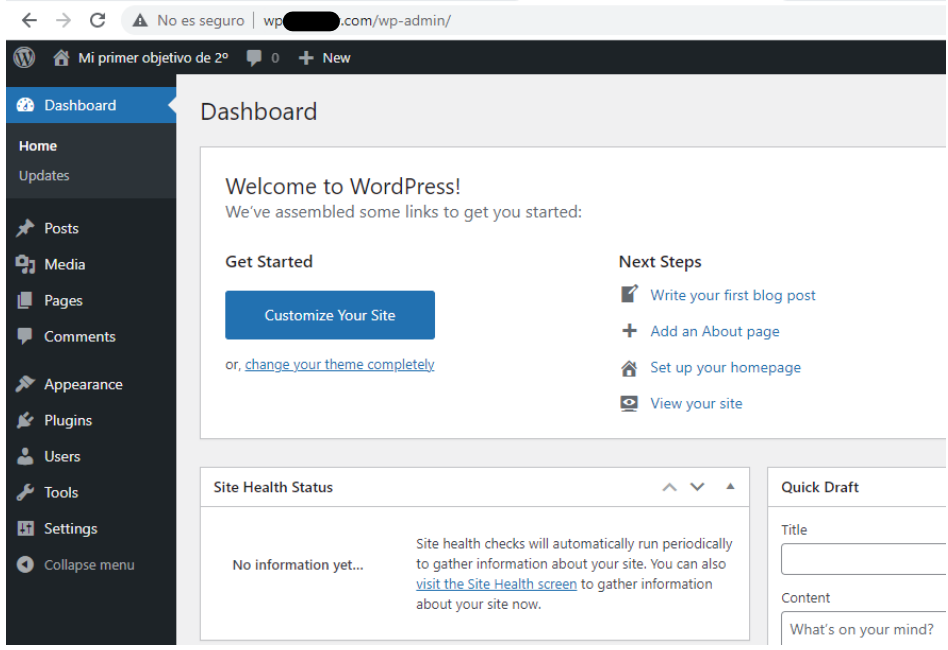 No es seguro | wp .com/wp-admin/
Mi primer objetivo de 2º 0 + New
Dashboard
Home
Updates
Posts
Media
Pages
Comments
Appearance
Plugins
Users
Tools
Settings
Collapse menu
Dashboard
Welcome to WordPress!
We've assembled some links to get you started:
Get Started
Customize Your Site
or, change your theme completely
Next Steps
Write your first blog post
Add an About page
Set up your homepage
View your site
Site Health Status
No information yet...
Site health checks will automatically run periodically
to gather information about your site. You can also
visit the Site Health screen to gather information
about your site now.
Quick Draft
Title
Content
What's on your mind?